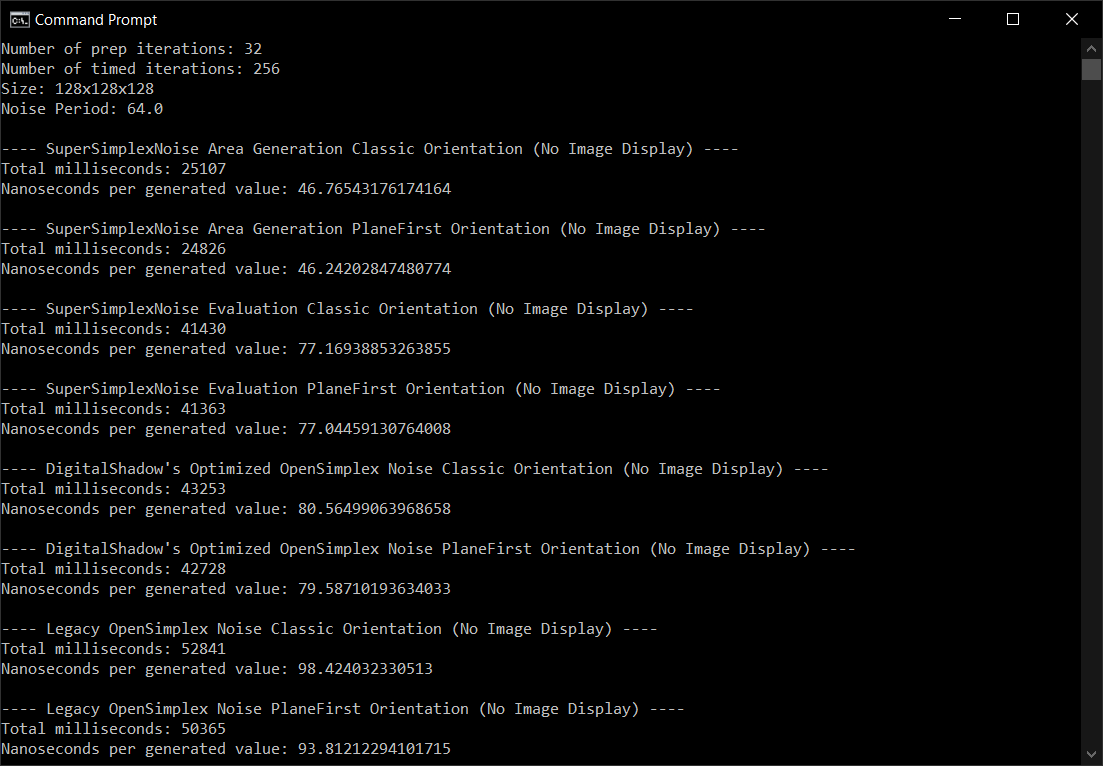 Command Prompt
Number of prep iterations: 32
Number of timed iterations: 256
Size: 128x128x128
Noise Period: 64.0
---- SuperSimplexNoise Area Generation Classic Orientation (No Image Display) ----
Total milliseconds: 25107
Nanoseconds per generated value: 46.76543176174164
---- SuperSimplexNoise Area Generation PlaneFirst Orientation (No Image Display) ----
Total milliseconds: 24826
Nanoseconds per generated value: 46.24202847480774
---- SuperSimplexNoise Evaluation Classic Orientation (No Image Display) ----
Total milliseconds: 41430
Nanoseconds per generated value: 77.16938853263855
---- SuperSimplexNoise Evaluation PlaneFirst Orientation (No Image Display) ----
Total milliseconds: 41363
Nanoseconds per generated value: 77.04459130764008
---- DigitalShadow's Optimized OpenSimplex Noise Classic Orientation (No Image Display) ----
Total milliseconds: 43253
Nanoseconds per generated value: 80.56499063968658
---- DigitalShadow's Optimized OpenSimplex Noise PlaneFirst Orientation (No Image Display) ----
Total milliseconds: 42728
Nanoseconds per generated value: 79.58710193634033
---- Legacy OpenSimplex Noise Classic Orientation (No Image Display) ----
Total milliseconds: 52841
Nanoseconds per generated value: 98.424032330513
---- Legacy OpenSimplex Noise PlaneFirst Orientation (No Image Display) ----
Total milliseconds: 50365
Nanoseconds per generated value: 93.81212294101715